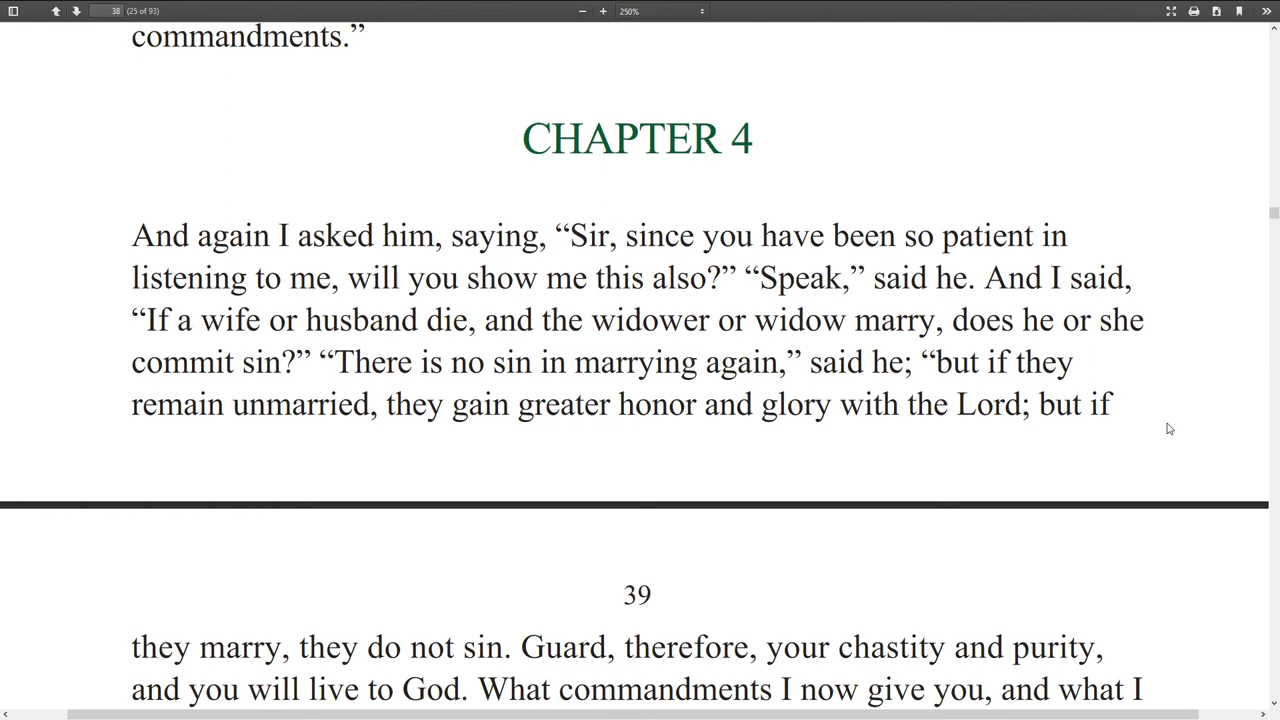 38 (25 of 93) 250%
commandments.”
CHAPTER 4
And again I asked him, saying, “Sir, since you have been so patient in
listening to me, will you show me this also?” “Speak,” said he. And I said,
“If a wife or husband die, and the widower or widow marry, does he or she
commit sin?” “There is no sin in marrying again,” said he; “but if they
remain unmarried, they gain greater honor and glory with the Lord; but if
39
they marry, they do not sin. Guard, therefore, your chastity and purity,
and you will live to God. What commandments I now give you, and what I